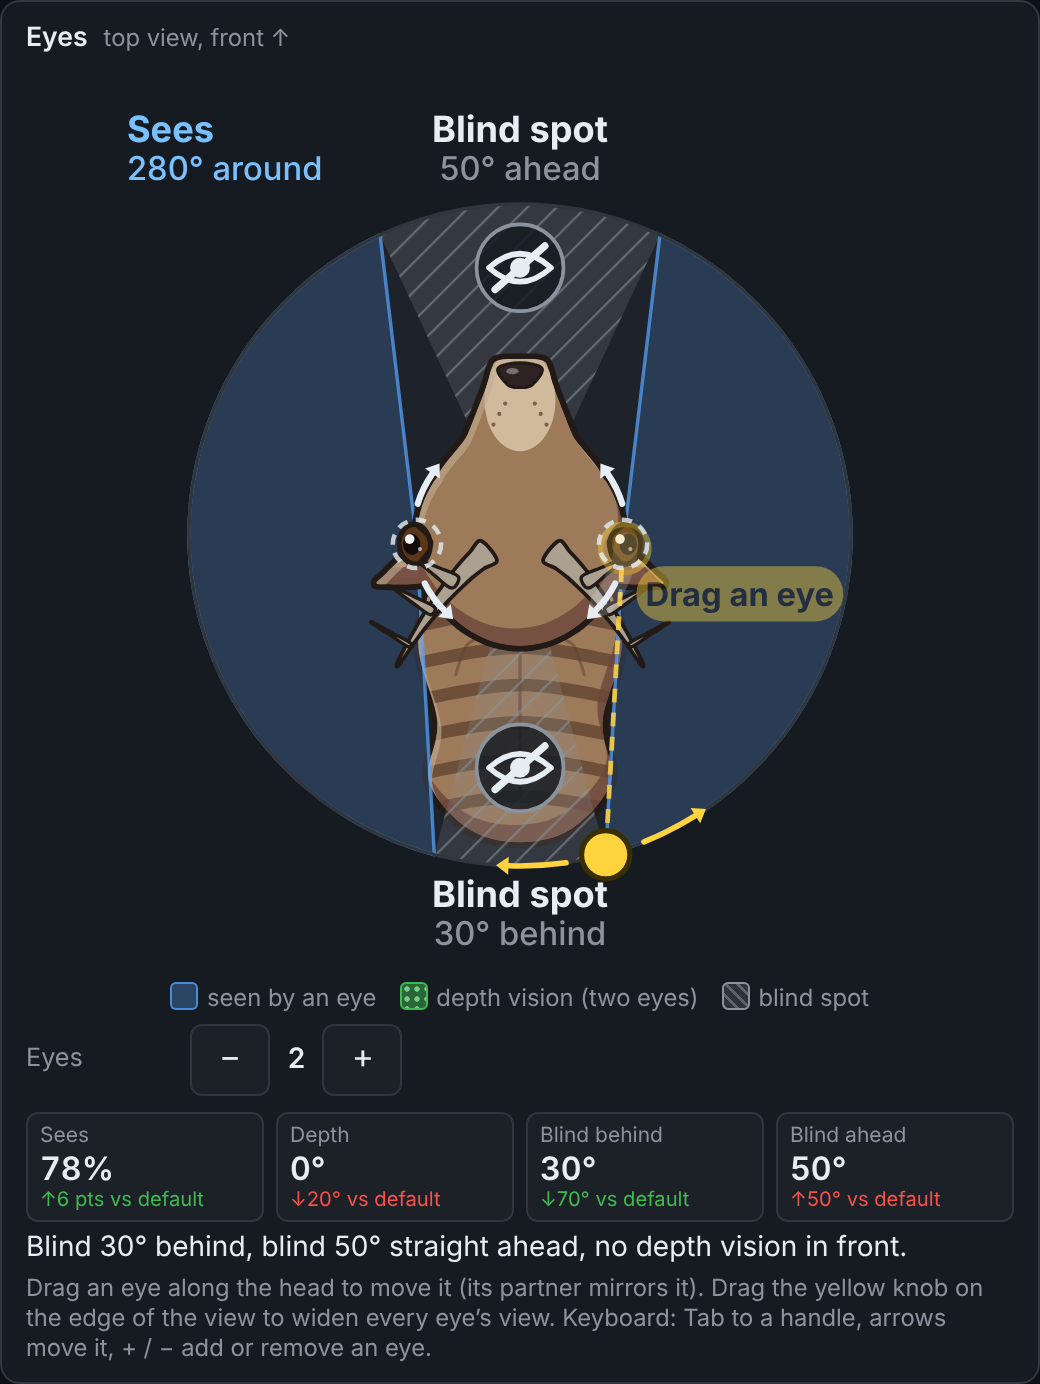 Eyes top view, front ↑
Sees
280° around
Blind spot
50° ahead
Drag an eye
Blind spot
30° behind
seen by an eye
depth vision (two eyes)
blind spot
Eyes
− 2 +
Sees
78%
↑6 pts vs default
Depth
0°
↓20° vs default
Blind behind
30°
↓70° vs default
Blind ahead
50°
↑50° vs default
Blind 30° behind, blind 50° straight ahead, no depth vision in front.
Drag an eye along the head to move it (its partner mirrors it). Drag the yellow knob on
the edge of the view to widen every eye’s view. Keyboard: Tab to a handle, arrows
move it, + / − add or remove an eye.